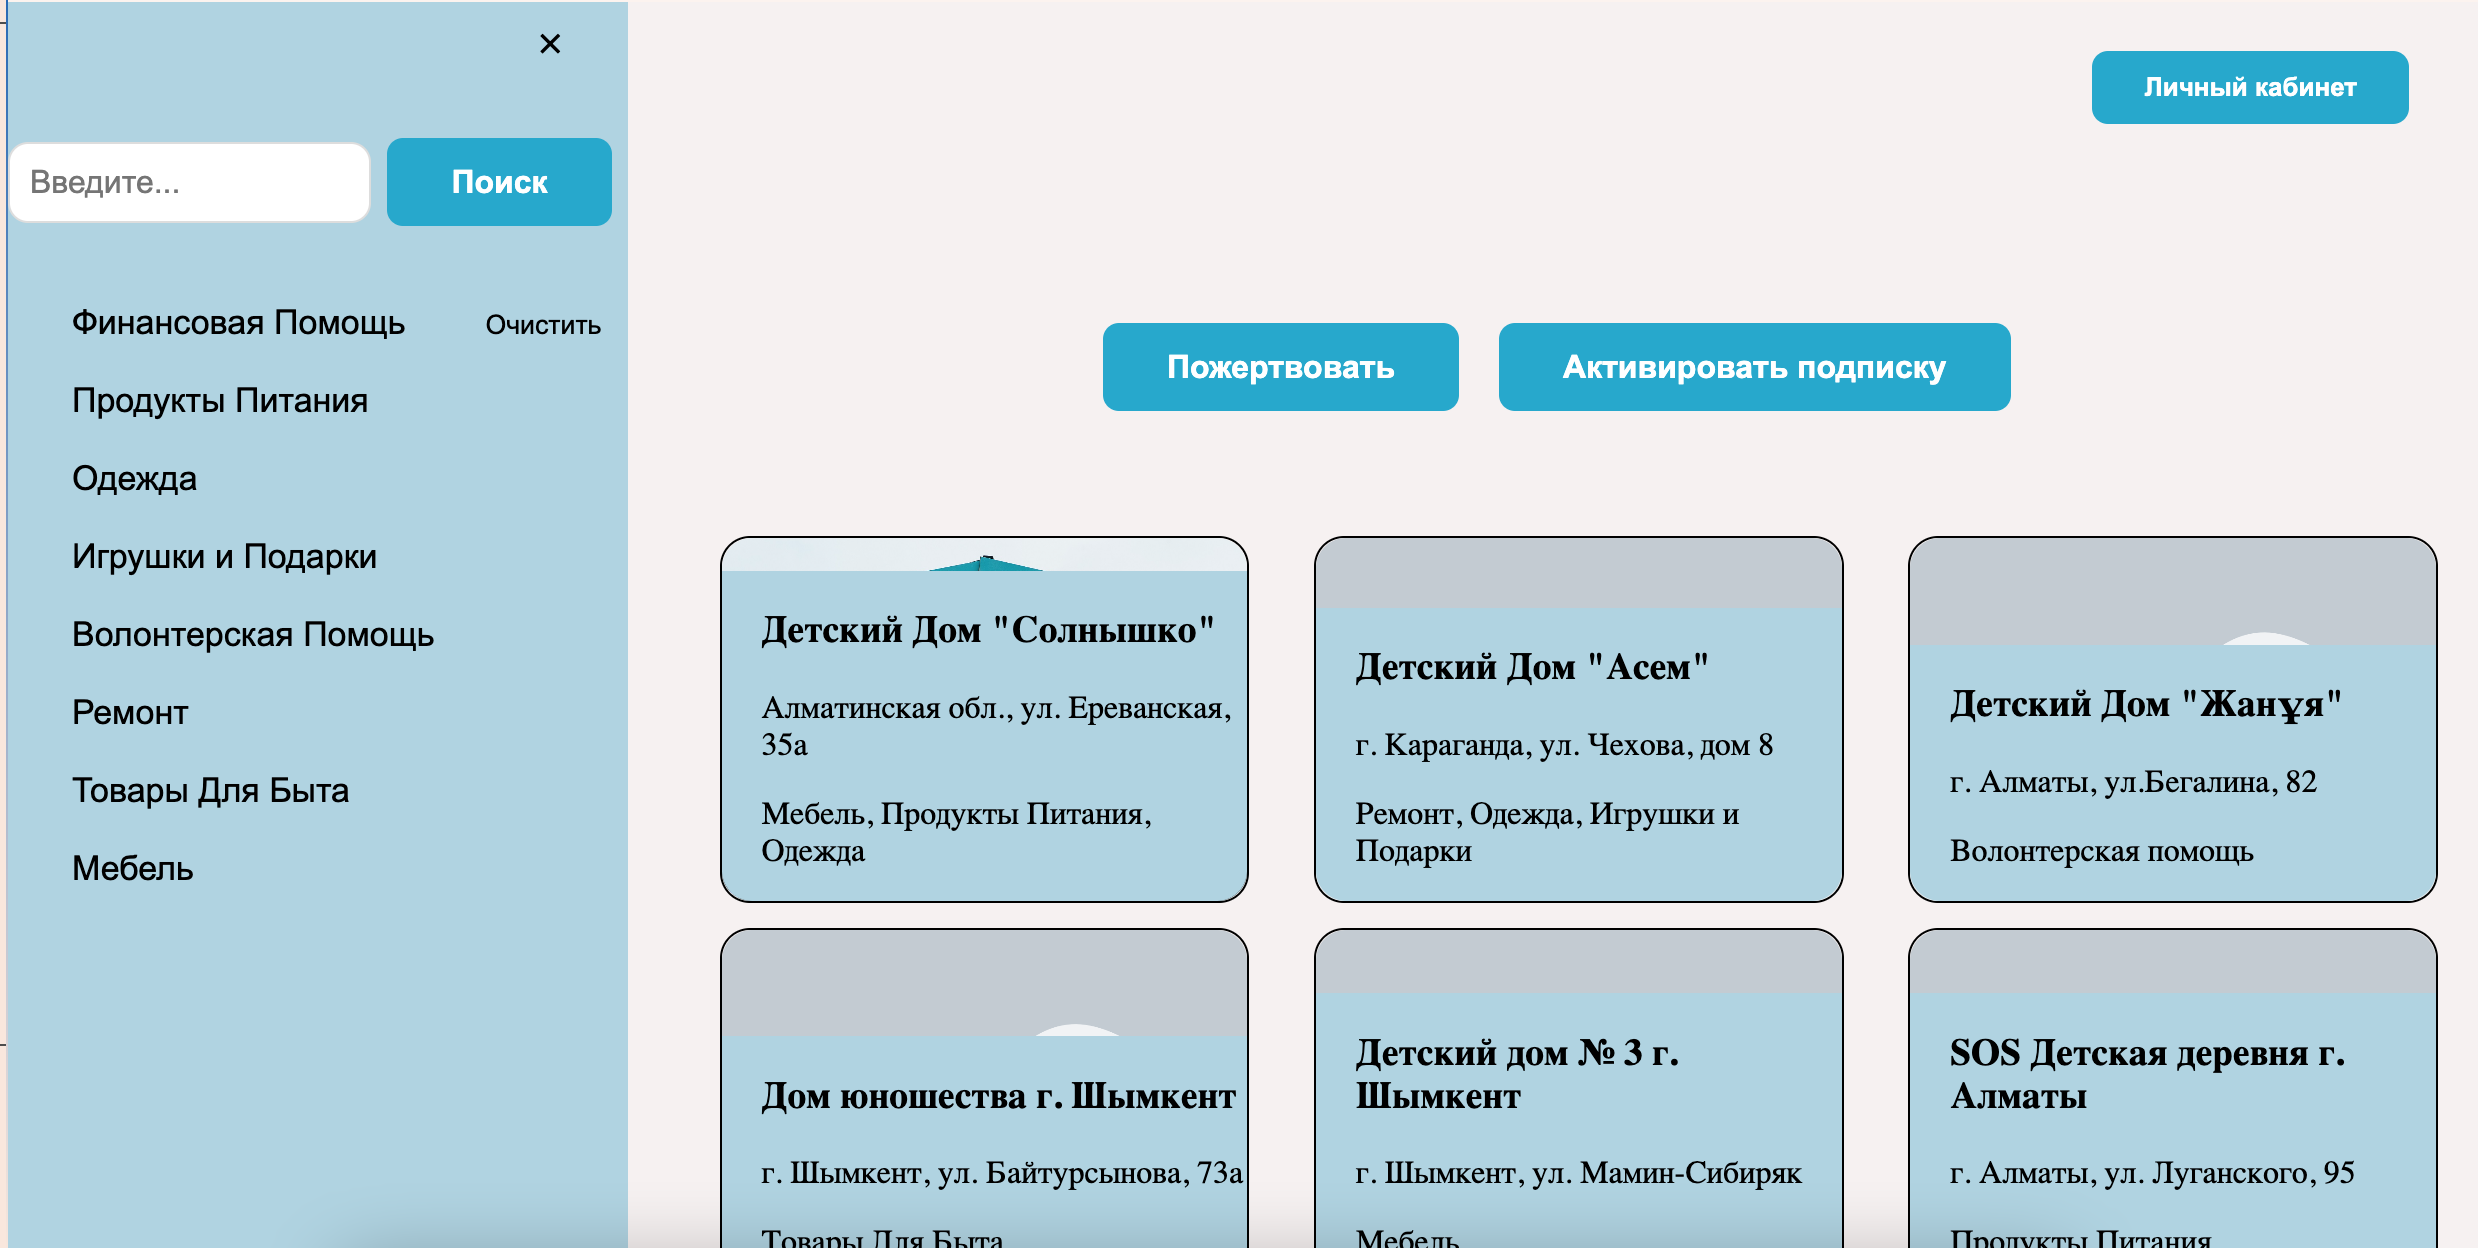 ×
Личный кабинет
Введите...
Поиск
Финансовая Помощь
Очистить
Продукты Питания
Одежда
Игрушки и Подарки
Волонтерская Помощь
Ремонт
Товары Для Быта
Мебель
Пожертвовать
Активировать подписку
Детский Дом "Солнышко"
Алматинская обл., ул. Ереванская,
35а
Мебель, Продукты Питания,
Одежда
Детский Дом "Асем"
г. Караганда, ул. Чехова, дом 8
Ремонт, Одежда, Игрушки и
Подарки
Детский Дом "Жанұя"
г. Алматы, ул.Бегалина, 82
Волонтерская помощь
Дом юношества г. Шымкент
г. Шымкент, ул. Байтурсынова, 73а
Товары Для Быта
Детский дом № 3 г.
Шымкент
г. Шымкент, ул. Мамин-Сибиряк
Мебель
SOS Детская деревня г.
Алматы
г. Алматы, ул. Луганского, 95
Продукты Питания